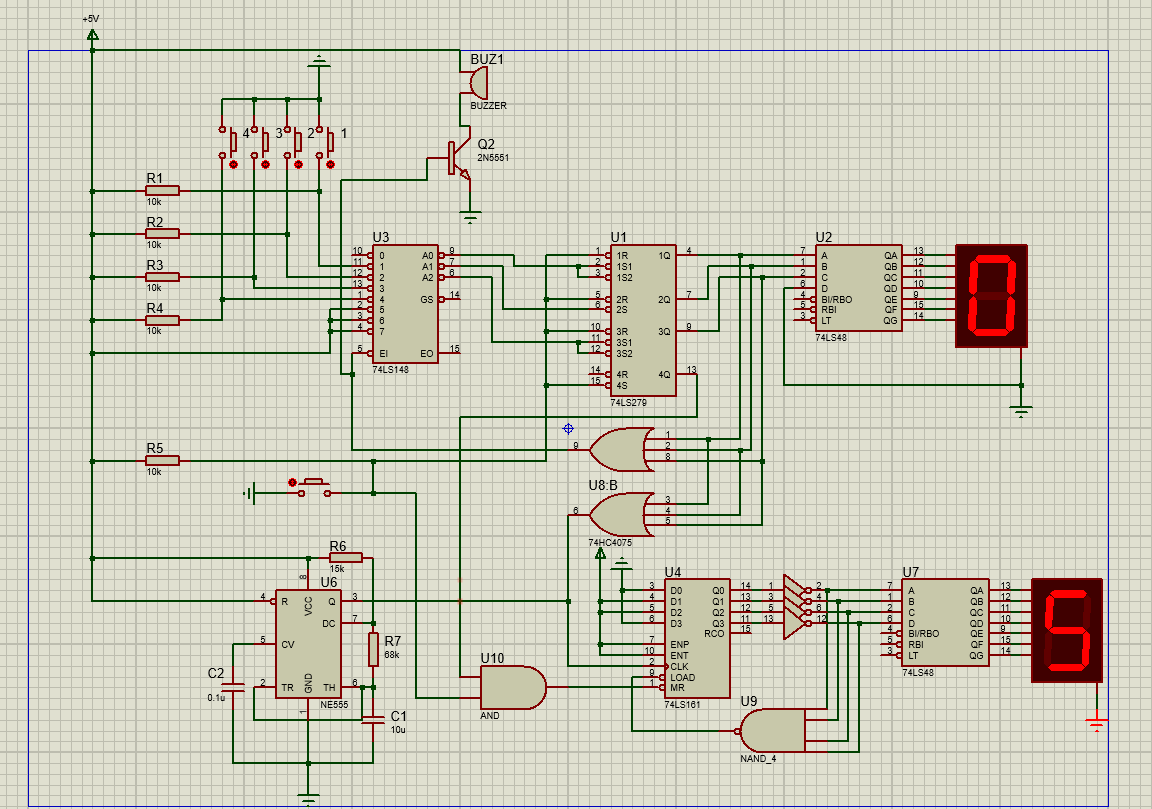 +5V
BUZ1
BUZZER
4 3 2 1
Q2
2N5551
R1
10k
R2
10k
R3
10k
R4
10k
U3
10 0 A0 9
11 1 A1 7
12 2 A2 6
13 3
1 4 GS 14
2 5
3 6
4 7
5 EI EO 15
74LS148
U1
1 1R 1Q 4
2 1S1
3 1S2
5 2R 2Q 7
6 2S
10 3R 3Q 9
11 3S1
12 3S2
14 4R 4Q 13
15 4S
74LS279
U2
7 A QA 13
1 B QB 12
2 C QC 11
6 D QD 10
4 BI/RBO QE 9
5 RBI QF 15
3 LT QG 14
74LS48
0
R5
10k
9 1
2
8
U8:B
6 3
4
5
74HC4075
R6
15k
U6
8
4 R VCC Q 3
DC 7
5 CV
2 TR GND TH 6
1
NE555
R7
68k
C2
0.1u
C1
10u
U10
AND
U4
3 D0 Q0 14
4 D1 Q1 13
5 D2 Q2 12
6 D3 Q3 11
RCO 15
7 ENP
10 ENT
2 CLK
9 LOAD
1 MR
74LS161
1 2
3 4
5 6
13 12
U9
NAND_4
U7
7 A QA 13
1 B QB 12
2 C QC 11
6 D QD 10
4 BI/RBO QE 9
5 RBI QF 15
3 LT QG 14
74LS48
5